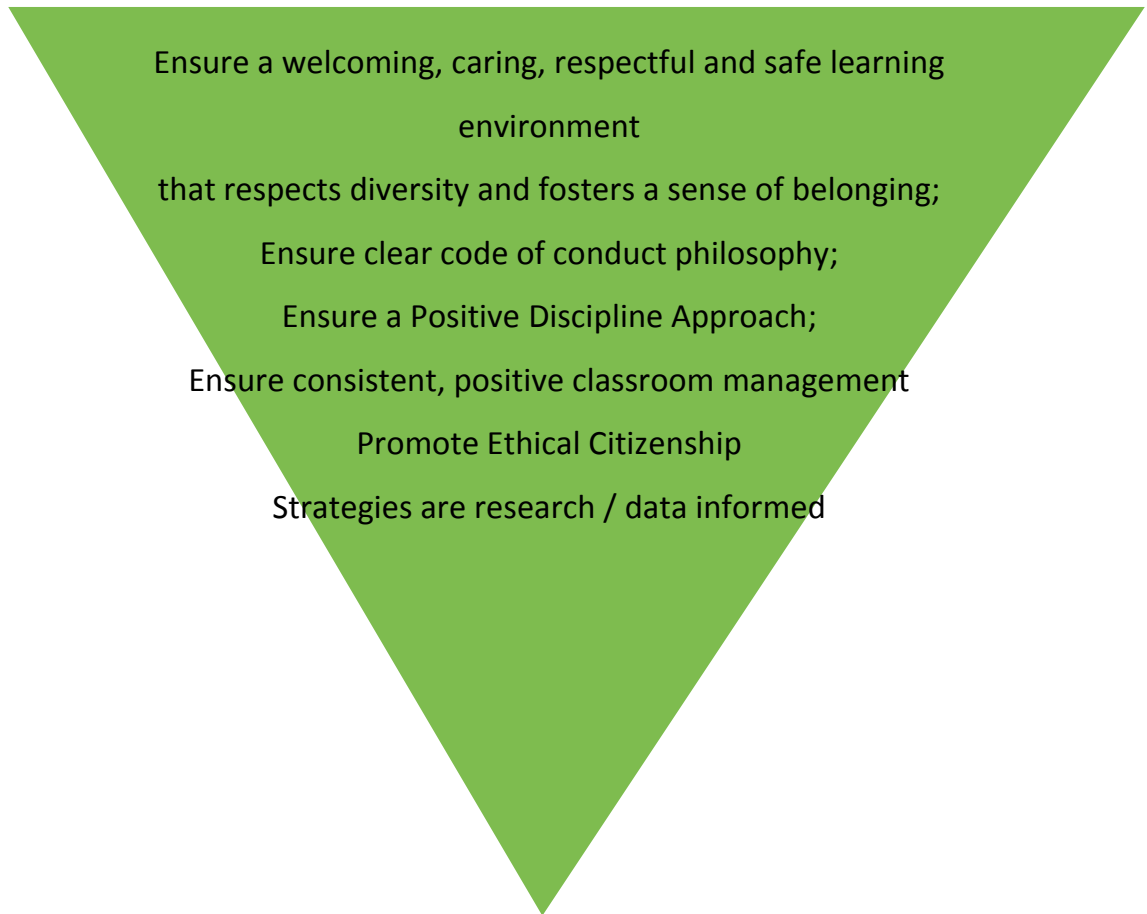 Ensure a welcoming, caring, respectful and safe learning
environment
that respects diversity and fosters a sense of belonging;
Ensure clear code of conduct philosophy;
Ensure a Positive Discipline Approach;
Ensure consistent, positive classroom management
Promote Ethical Citizenship
Strategies are research / data informed